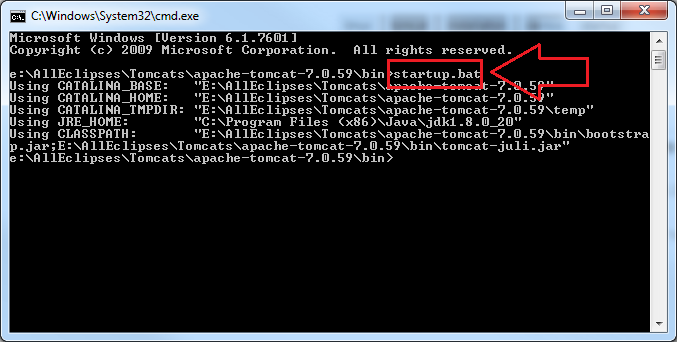 C:\Windows\System32\cmd.exe
Microsoft Windows [Version 6.1.7601]
Copyright (c) 2009 Microsoft Corporation.  All rights reserved.
e:\AllEclipses\Tomcats\apache-tomcat-7.0.59\bin>startup.bat
Using CATALINA_BASE:   "E:\AllEclipses\Tomcats\apache-tomcat-7.0.59"
Using CATALINA_HOME:   "E:\AllEclipses\Tomcats\apache-tomcat-7.0.59"
Using CATALINA_TMPDIR: "E:\AllEclipses\Tomcats\apache-tomcat-7.0.59\temp"
Using JRE_HOME:        "C:\Program Files (x86)\Java\jdk1.8.0_20"
Using CLASSPATH:       "E:\AllEclipses\Tomcats\apache-tomcat-7.0.59\bin\bootstra
p.jar;E:\AllEclipses\Tomcats\apache-tomcat-7.0.59\bin\tomcat-juli.jar"
e:\AllEclipses\Tomcats\apache-tomcat-7.0.59\bin>